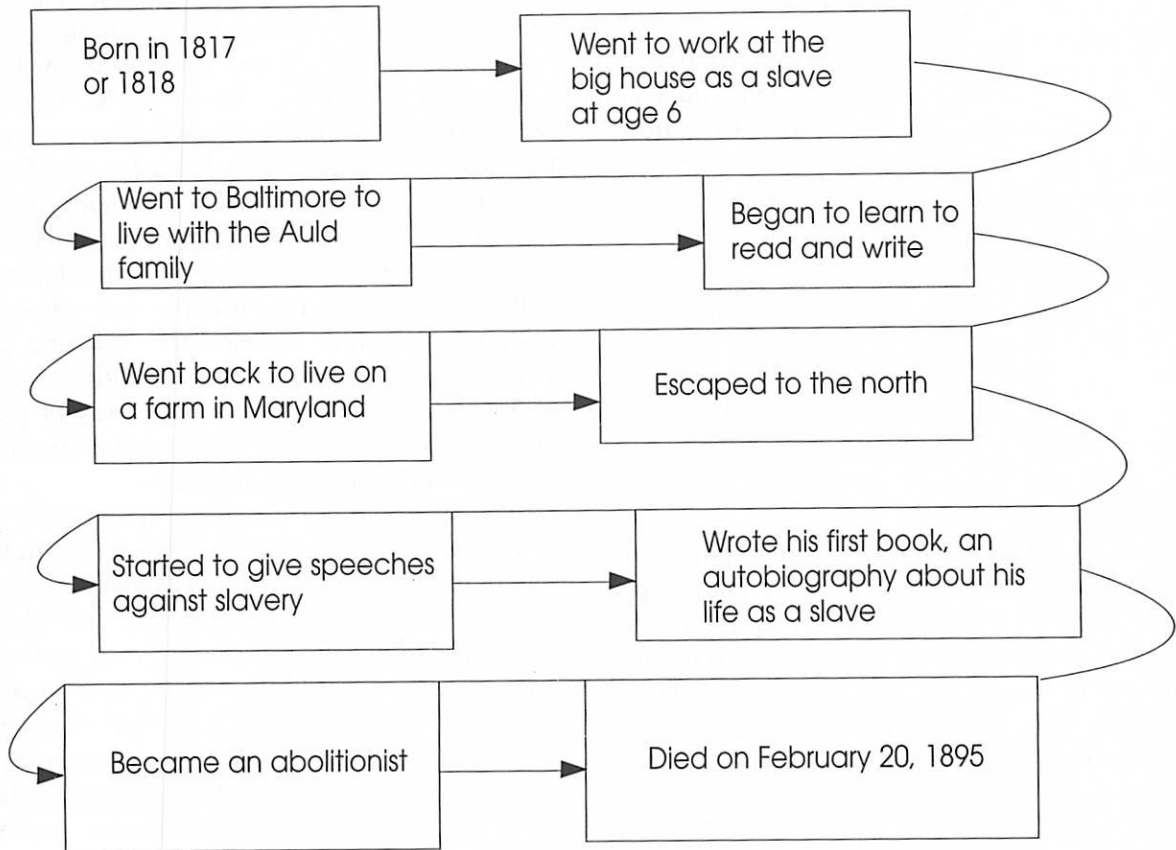 Born in 1817
or 1818
Went to work at the
big house as a slave
at age 6
Went to Baltimore to
live with the Auld
family
Began to learn to
read and write
Went back to live on
a farm in Maryland
Escaped to the north
Started to give speeches
against slavery
Wrote his first book, an
autobiography about his
life as a slave
Became an abolitionist
Died on February 20, 1895